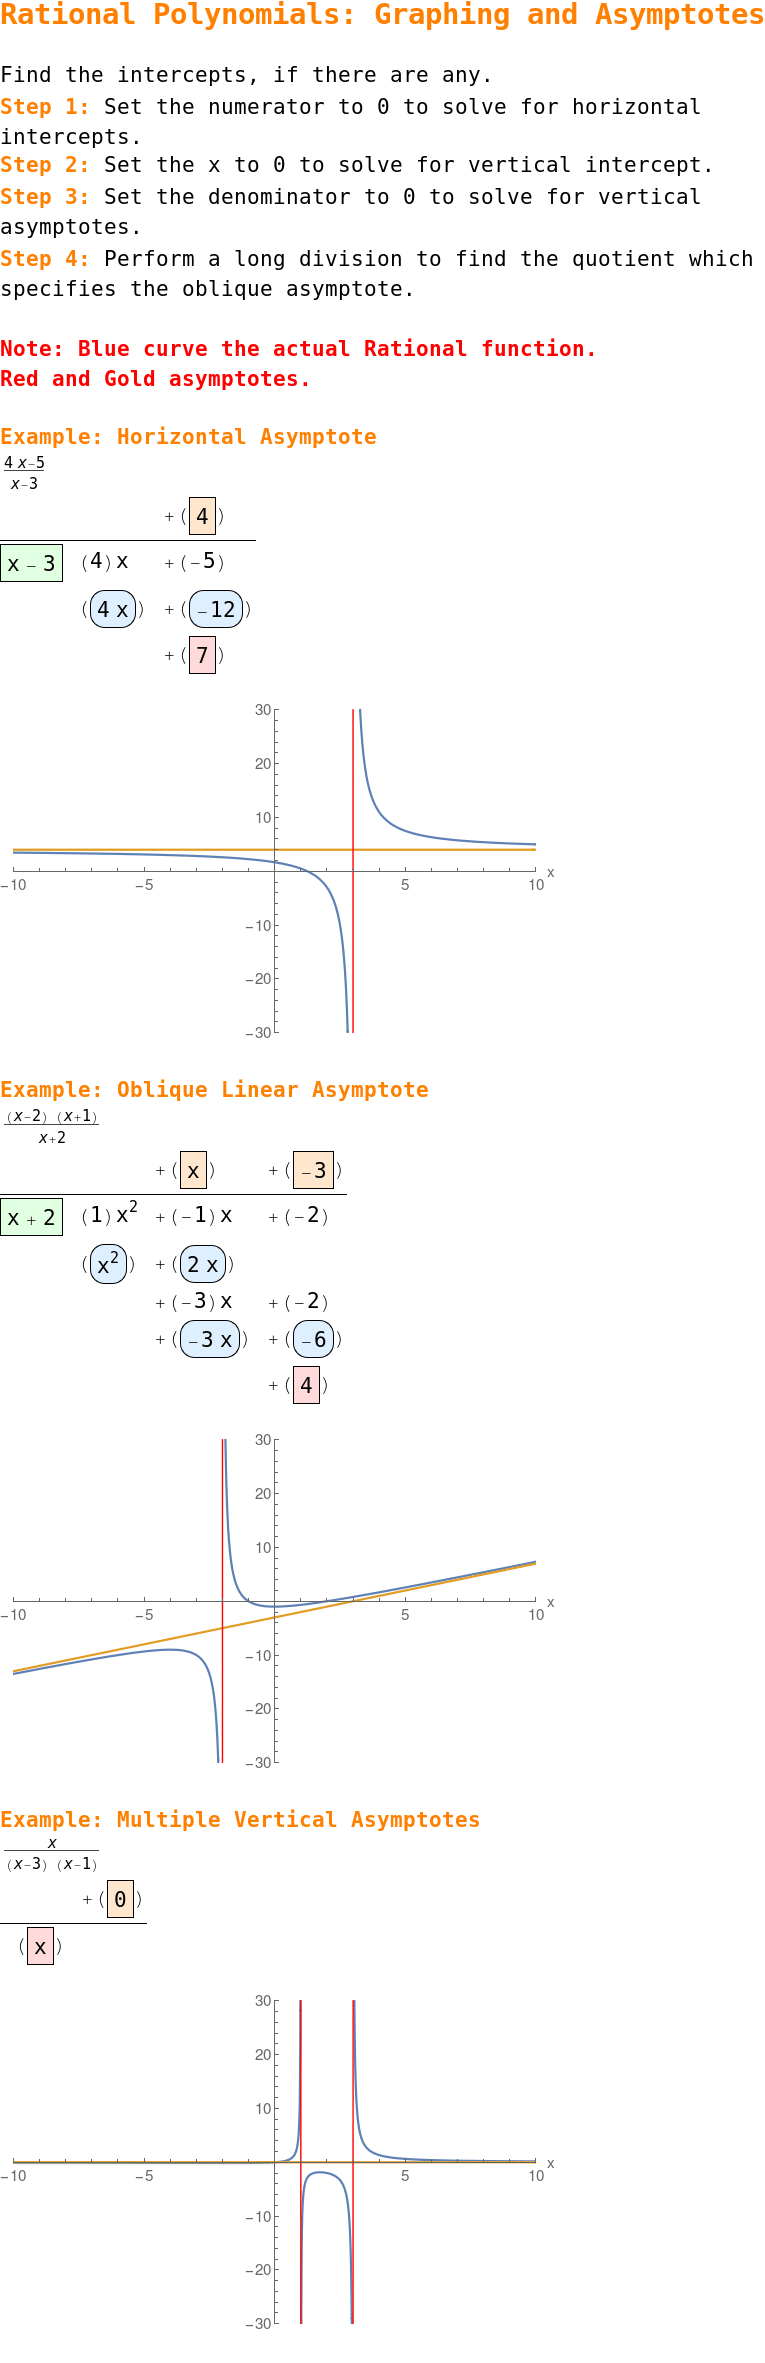 Rational Polynomials: Graphing and Asymptotes
Find the intercepts, if there are any.
Step 1: Set the numerator to 0 to solve for horizontal
intercepts.
Step 2: Set the x to 0 to solve for vertical intercept.
Step 3: Set the denominator to 0 to solve for vertical
asymptotes.
Step 4: Perform a long division to find the quotient which
specifies the oblique asymptote.
Note: Blue curve the actual Rational function.
Red and Gold asymptotes.
Example: Horizontal Asymptote
4 x−5
x−3
+ ( 4 )
x − 3 (4) x + (−5)
( 4 x ) + ( −12 )
+ ( 7 )
30
20
10
−10 −5 5 10 x
−10
−20
−30
Example: Oblique Linear Asymptote
(x−2) (x+1)
x+2
+ ( x ) + ( −3 )
x + 2 (1) x² + (−1) x + (−2)
( x² ) + ( 2 x )
+ (−3) x + (−2)
+ ( −3 x ) + ( −6 )
+ ( 4 )
30
20
10
−10 −5 5 10 x
−10
−20
−30
Example: Multiple Vertical Asymptotes
x
(x−3) (x−1)
+ ( 0 )
( x )
30
20
10
−10 −5 5 10 x
−10
−20
−30